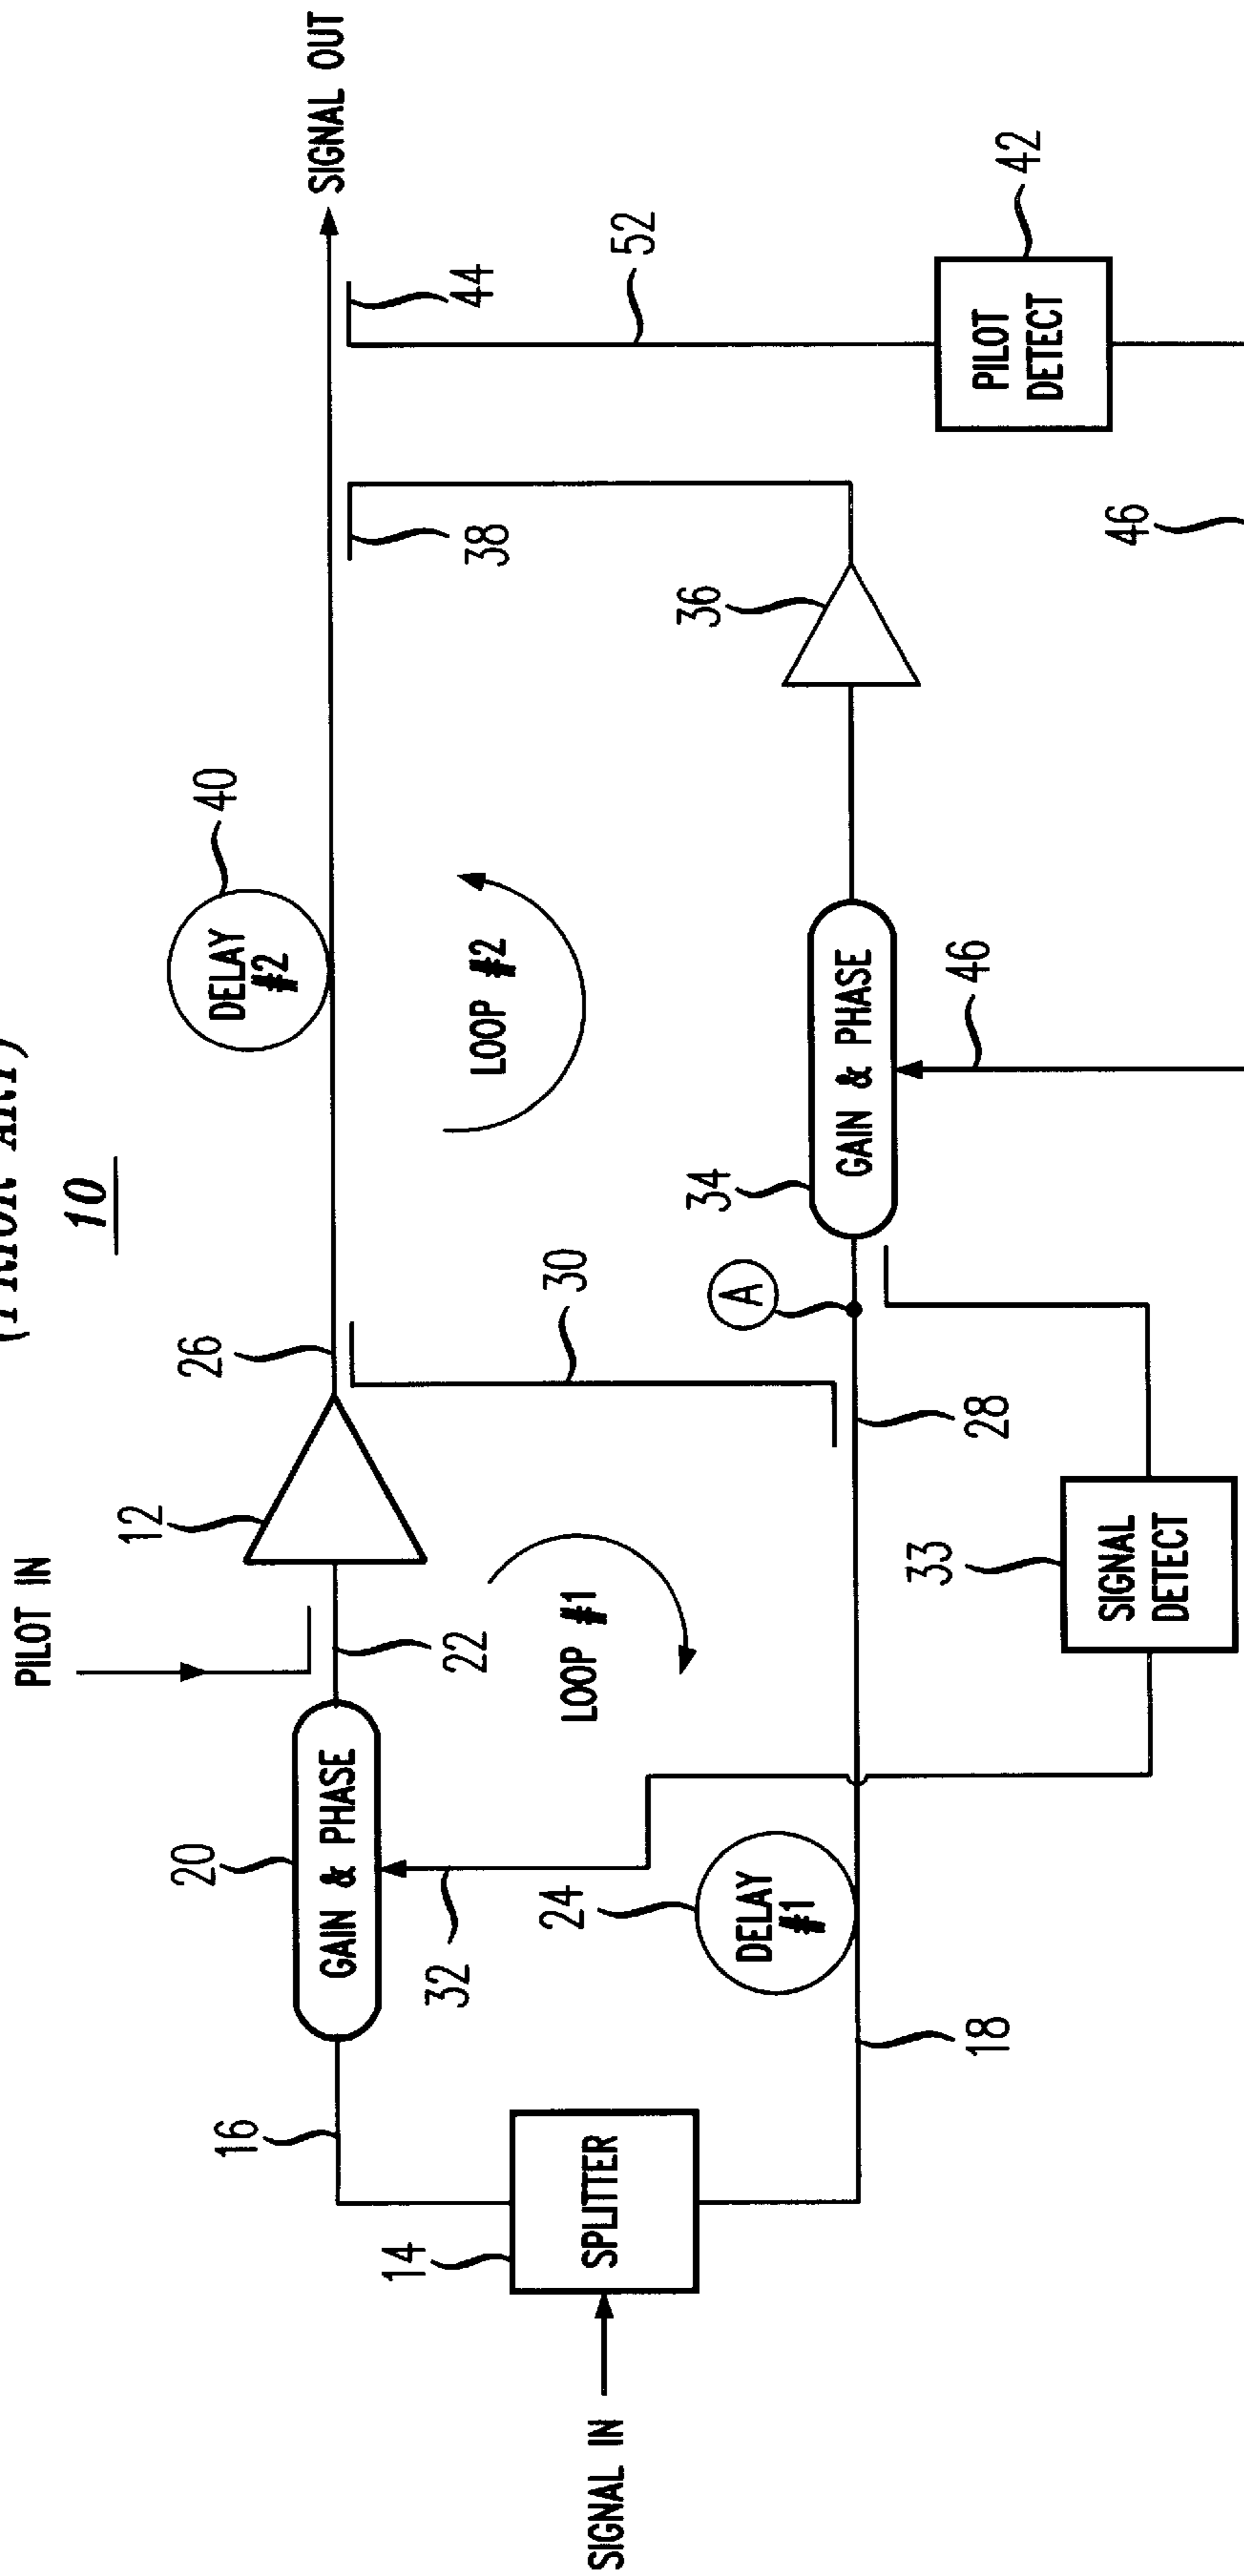 (PRIOR ART)
10
SIGNAL IN
14
SPLITTER
16
18
20
GAIN & PHASE
32
24
DELAY
#1
PILOT IN
22
12
LOOP #1
26
30
28
33
SIGNAL
DETECT
A
34
GAIN & PHASE
46
LOOP #2
DELAY
#2
40
36
38
46
44
52
PILOT
DETECT
42
SIGNAL OUT